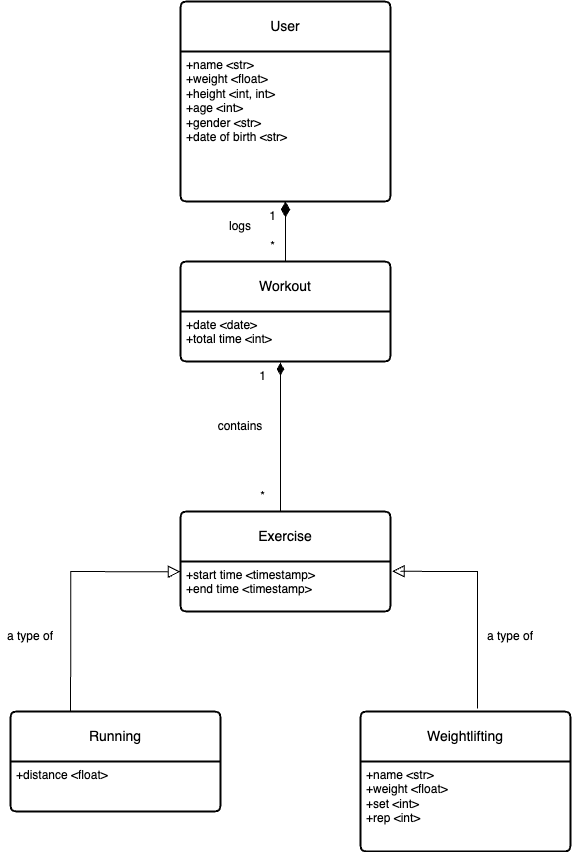 User
+name <str>
+weight <float>
+height <int, int>
+age <int>
+gender <str>
+date of birth <str>
1
logs
*
Workout
+date <date>
+total time <int>
1
contains
*
Exercise
+start time <timestamp>
+end time <timestamp>
a type of
a type of
Running
+distance <float>
Weightlifting
+name <str>
+weight <float>
+set <int>
+rep <int>